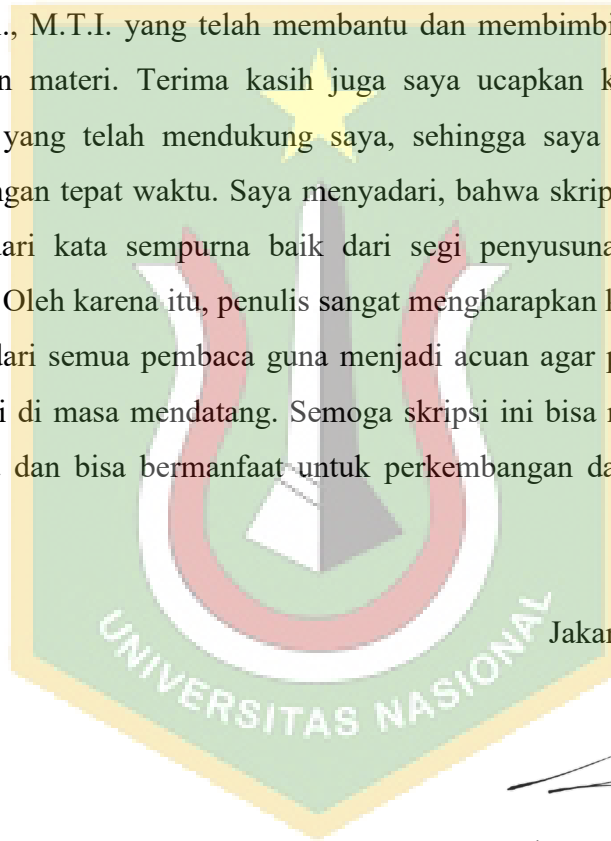 ., M.T.I. yang telah membantu dan membimbi
n materi. Terima kasih juga saya ucapkan k
yang telah mendukung saya, sehingga saya
ngan tepat waktu. Saya menyadari, bahwa skrip
ari kata sempurna baik dari segi penyusuna
Oleh karena itu, penulis sangat mengharapkan k
dari semua pembaca guna menjadi acuan agar p
i di masa mendatang. Semoga skripsi ini bisa
dan bisa bermanfaat untuk perkembangan da
Jakar
UNIVERSITAS NASIONAL